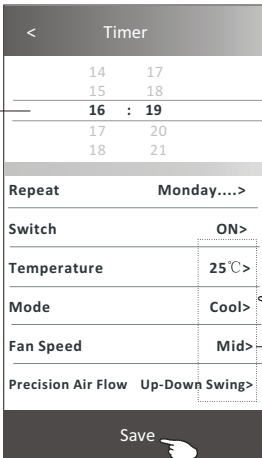 < Timer
14 17
15 18
16 : 19
17 20
18 21
Repeat Monday....>
Switch ON>
Temperature 25℃>
Mode Cool>
Fan Speed Mid>
Precision Air Flow Up-Down Swing>
Save